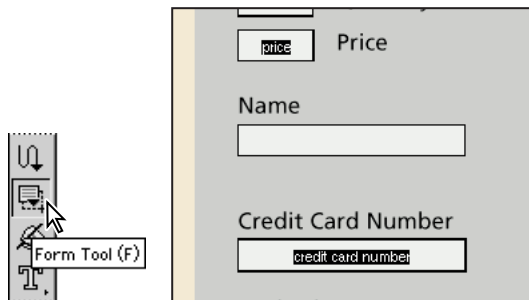 price Price
Name
Credit Card Number
credit card number
Form Tool (F)
T